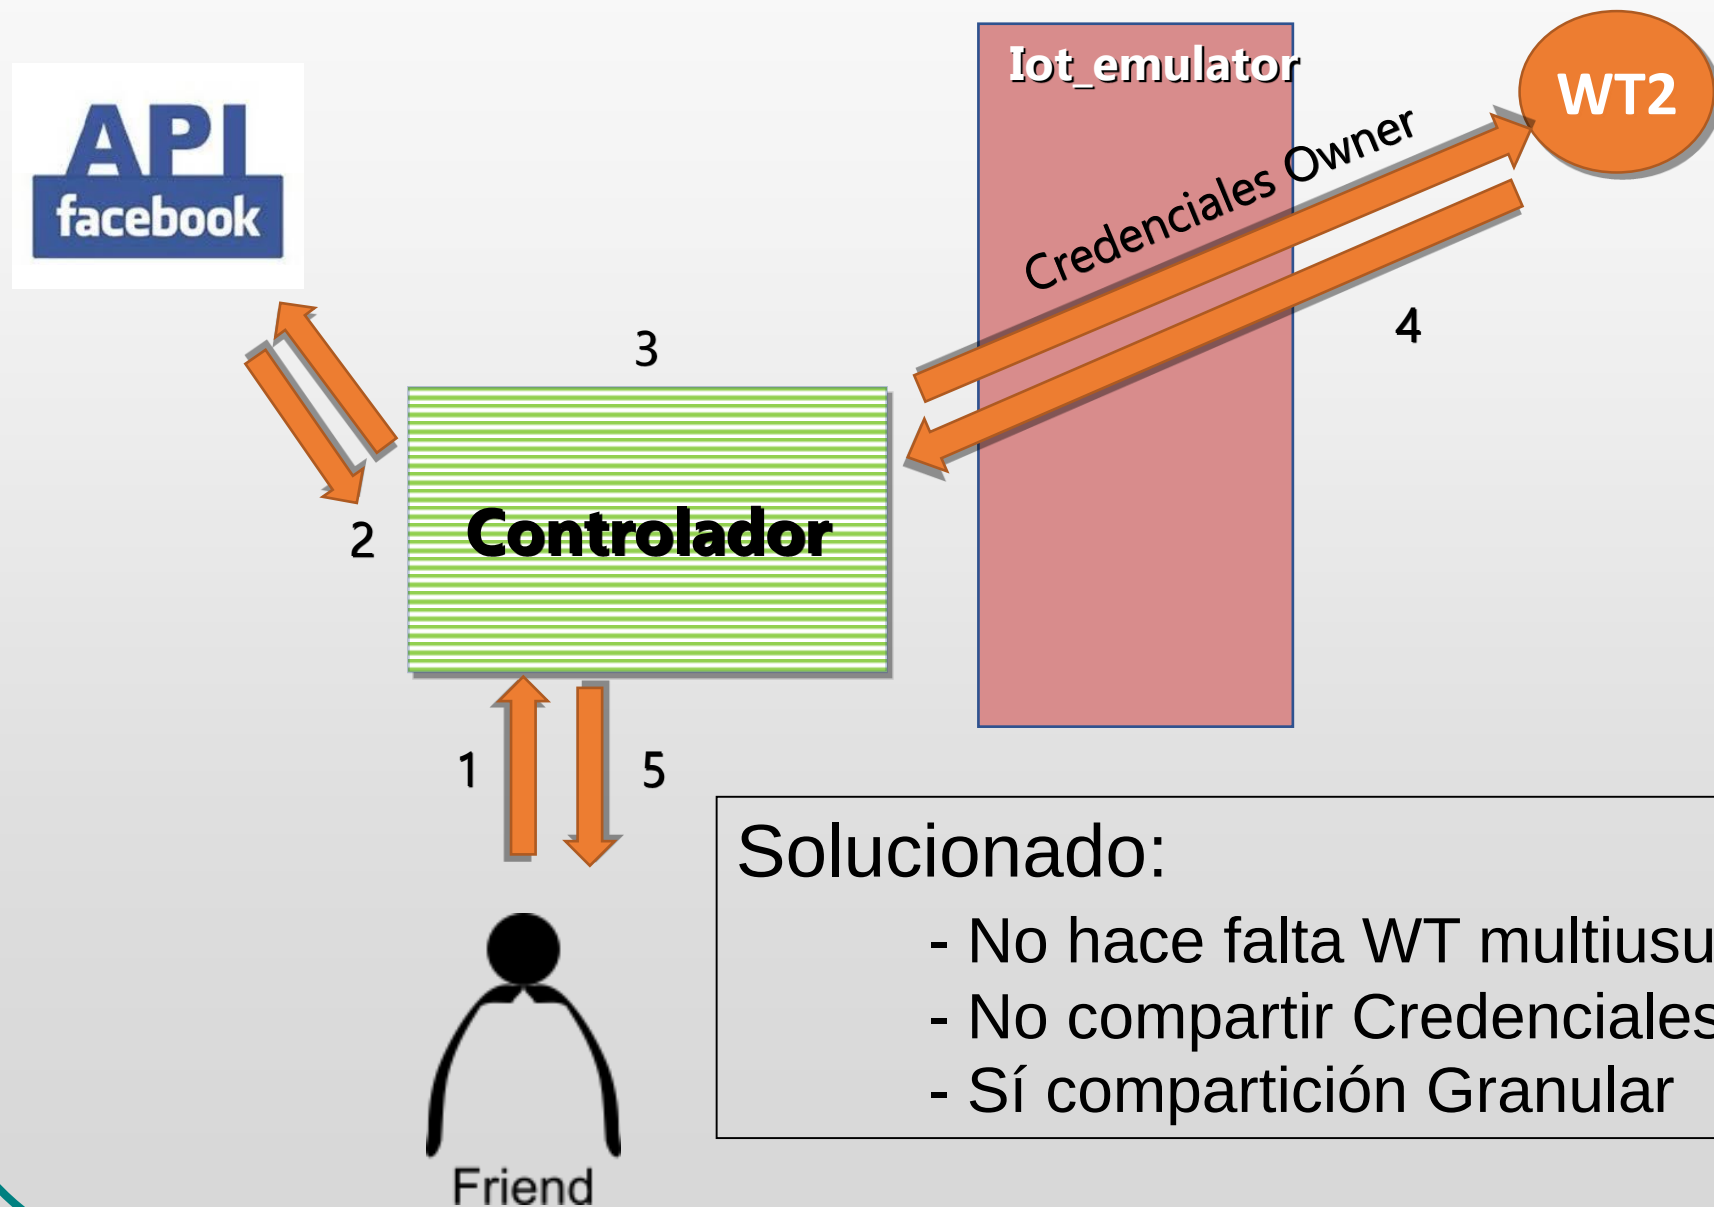 Iot_emulator
WT2
API
facebook
Credenciales Owner
3
4
2
Controlador
1
5
Solucionado:
- No hace falta WT
- No compartir Credenciales
- Sí compartición Granular
Friend